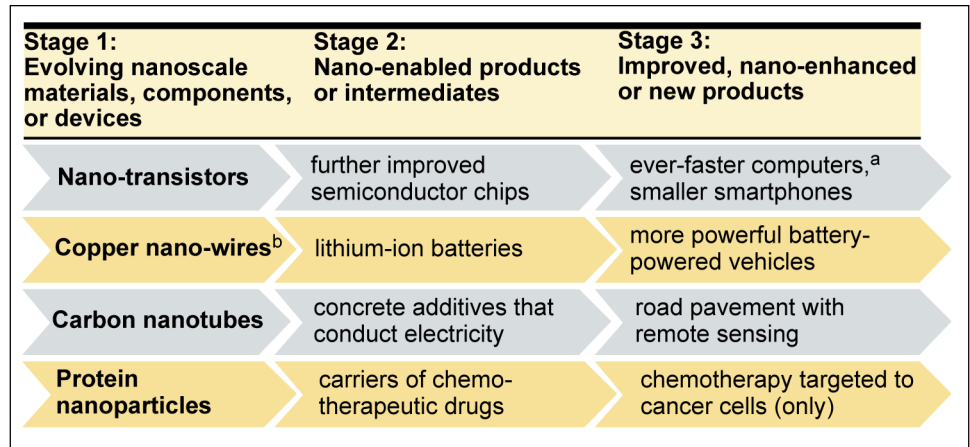 Stage 1:
Evolving nanoscale
materials, components,
or devices
Stage 2:
Nano-enabled products
or intermediates
Stage 3:
Improved, nano-enhanced
or new products
Nano-transistors
further improved
semiconductor chips
ever-faster computers,ᵃ
smaller smartphones
Copper nano-wiresᵇ
lithium-ion batteries
more powerful battery-
powered vehicles
Carbon nanotubes
concrete additives that
conduct electricity
road pavement with
remote sensing
Protein
nanoparticles
carriers of chemo-
therapeutic drugs
chemotherapy targeted to
cancer cells (only)